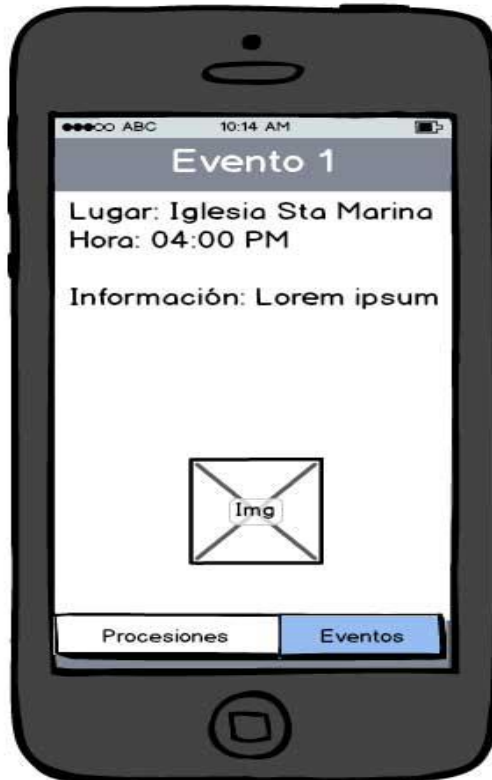 ABC 10:14 AM
Evento 1
Lugar: Iglesia Sta Marina
Hora: 04:00 PM
Información: Lorem ipsum
Img
Procesiones Eventos